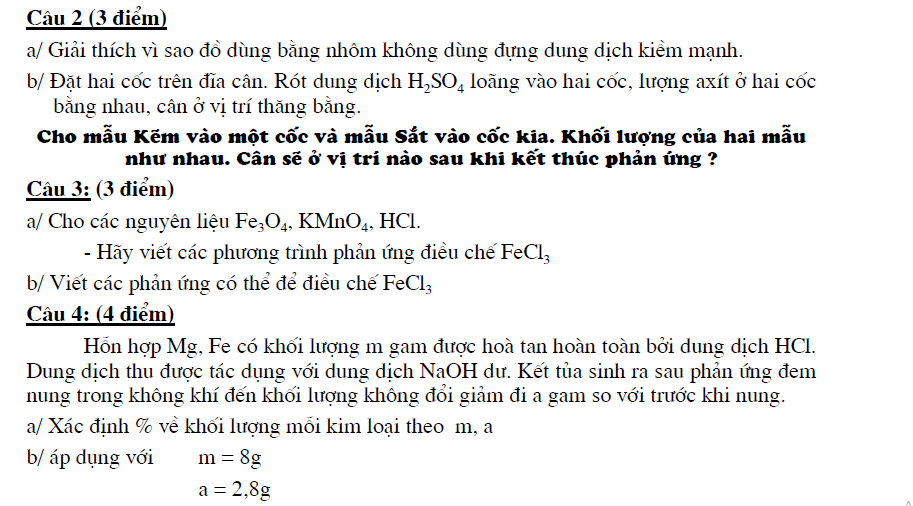 Câu 2 (3 điểm)
a/ Giải thích vì sao đồ dùng bằng nhôm không dùng đựng dung dịch kiềm mạnh.
b/ Đặt hai cốc trên đĩa cân. Rót dung dịch H₂SO₄ loãng vào hai cốc, lượng axít ở hai cốc
bằng nhau, cân ở vị trí thăng bằng.
Cho mẫu Kẽm vào một cốc và mẫu Sắt vào cốc kia. Khối lượng của hai mẫu
như nhau. Cân sẽ ở vị trí nào sau khi kết thúc phản ứng ?
Câu 3: (3 điểm)
a/ Cho các nguyên liệu Fe₃O₄, KMnO₄, HCl.
- Hãy viết các phương trình phản ứng điều chế FeCl₃
b/ Viết các phản ứng có thể để điều chế FeCl₃
Câu 4: (4 điểm)
Hỗn hợp Mg, Fe có khối lượng m gam được hoà tan hoàn toàn bởi dung dịch HCl.
Dung dịch thu được tác dụng với dung dịch NaOH dư. Kết tủa sinh ra sau phản ứng đem
nung trong không khí đến khối lượng không đổi giảm đi a gam so với trước khi nung.
a/ Xác định % về khối lượng mỗi kim loại theo m, a
b/ áp dụng với m = 8g
a = 2,8g